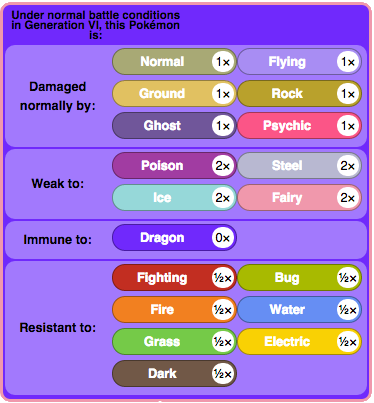 Under normal battle conditions
in Generation VI, this Pokémon
is:
Damaged
normally by:
Normal 1× Flying 1×
Ground 1× Rock 1×
Ghost 1× Psychic 1×
Weak to:
Poison 2× Steel 2×
Ice 2× Fairy 2×
Immune to:
Dragon 0×
Resistant to:
Fighting ½× Bug ½×
Fire ½× Water ½×
Grass ½× Electric ½×
Dark ½×